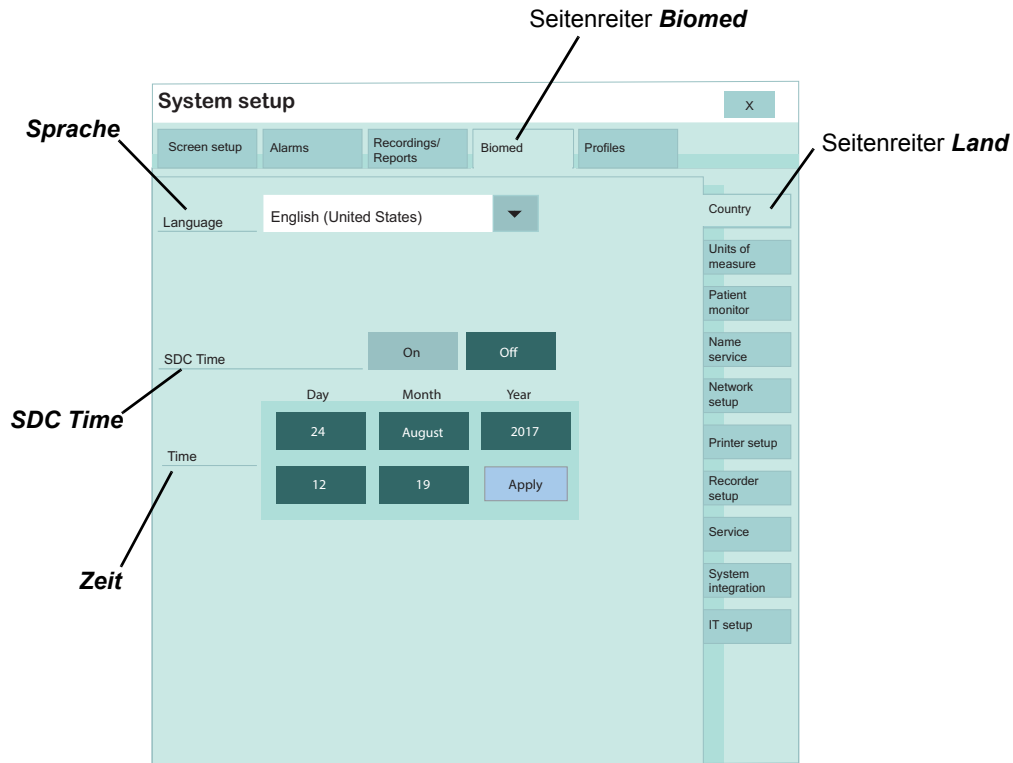 Seitenreiter Biomed
System setup
X
Sprache
Seitenreiter Land
Screen setup
Alarms
Recordings/
Reports
Biomed
Profiles
Language
English (United States)
Country
Units of
measure
Patient
monitor
Name
service
Network
setup
Printer setup
Recorder
setup
Service
System
integration
IT setup
SDC Time
On
Off
SDC Time
Day Month Year
24 August 2017
Time
12 19 Apply
Zeit